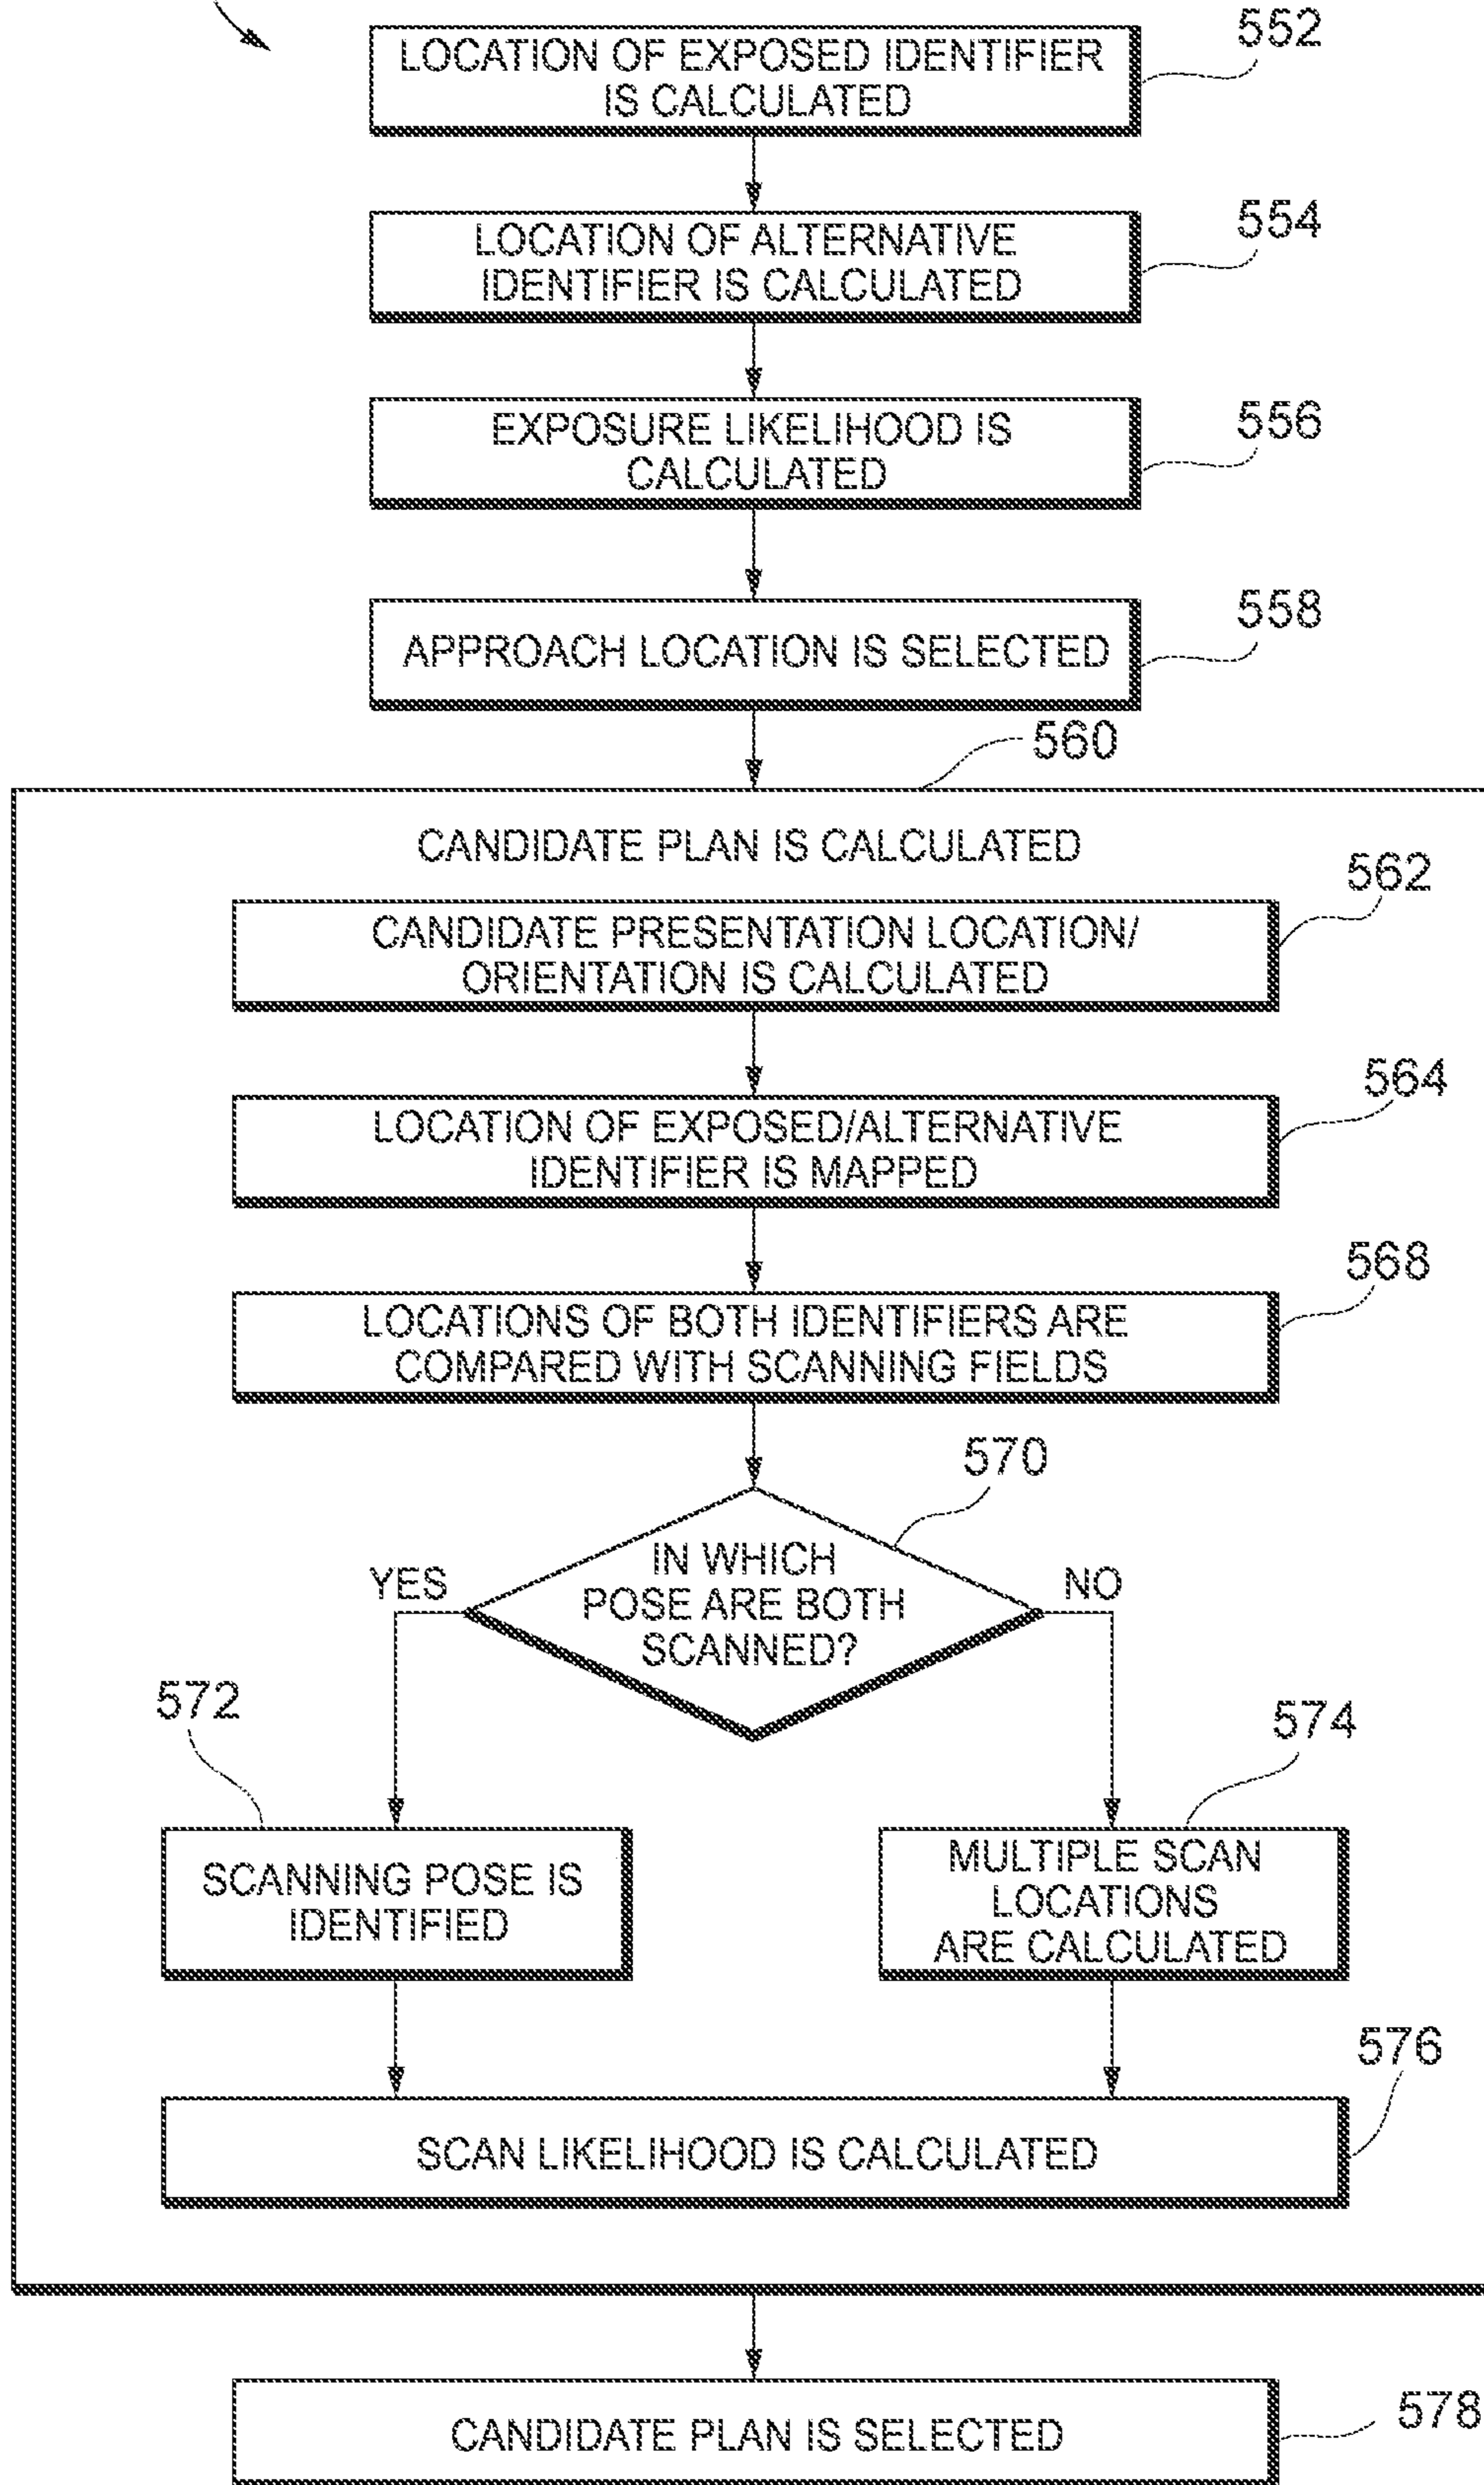 552
LOCATION OF EXPOSED IDENTIFIER
IS CALCULATED
554
LOCATION OF ALTERNATIVE
IDENTIFIER IS CALCULATED
556
EXPOSURE LIKELIHOOD IS
CALCULATED
558
APPROACH LOCATION IS SELECTED
560
CANDIDATE PLAN IS CALCULATED
562
CANDIDATE PRESENTATION LOCATION/
ORIENTATION IS CALCULATED
564
LOCATION OF EXPOSED/ALTERNATIVE
IDENTIFIER IS MAPPED
568
LOCATIONS OF BOTH IDENTIFIERS ARE
COMPARED WITH SCANNING FIELDS
570
IN WHICH
POSE ARE BOTH
SCANNED?
YES
NO
572
SCANNING POSE IS
IDENTIFIED
574
MULTIPLE SCAN
LOCATIONS
ARE CALCULATED
576
SCAN LIKELIHOOD IS CALCULATED
578
CANDIDATE PLAN IS SELECTED